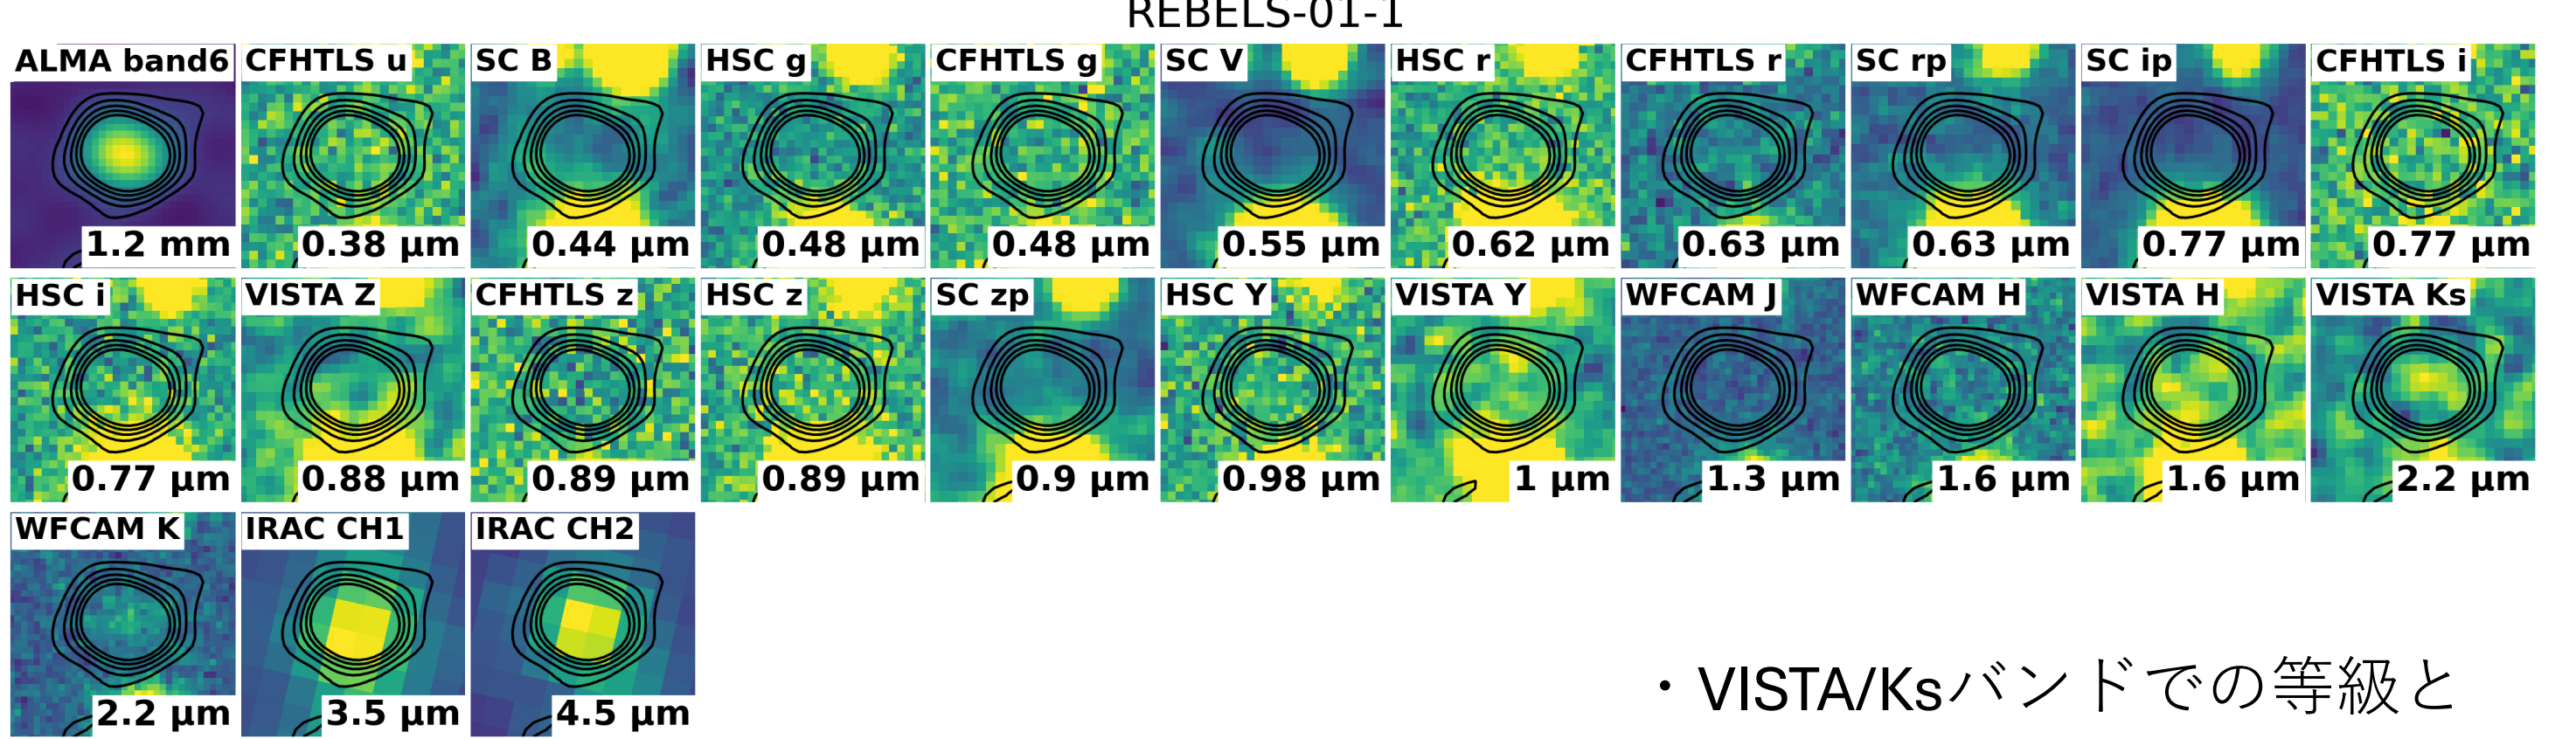 REBELS-01-1
ALMA band6 CFHTLS u SC B HSC g CFHTLS g SC V HSC r CFHTLS r SC rp SC ip CFHTLS i
1.2 mm 0.38 µm 0.44 µm 0.48 µm 0.48 µm 0.55 µm 0.62 µm 0.63 µm 0.63 µm 0.77 µm 0.77 µm
HSC i VISTA Z CFHTLS z HSC z SC zp HSC Y VISTA Y WFCAM J WFCAM H VISTA H VISTA Ks
0.77 µm 0.88 µm 0.89 µm 0.89 µm 0.9 µm 0.98 µm 1 µm 1.3 µm 1.6 µm 1.6 µm 2.2 µm
WFCAM K IRAC CH1 IRAC CH2
2.2 µm 3.5 µm 4.5 µm
・VISTA/Ksバンドでの等級と